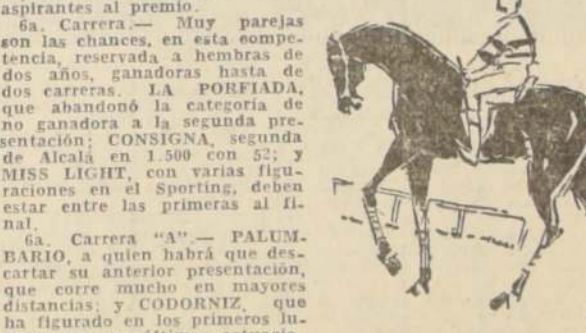 aspirantes al premio.
6a. Carrera.— Muy parejas
son las chances, en esta compe-
tencia, reservada a hembras de
dos años, ganadoras hasta de
dos carreras. LA PORFIADA,
que abandonó la categoría de
no ganadora a la segunda pre-
sentación; CONSIGNA, segunda
de Alcalá en 1.500 con 52; y
MISS LIGHT, con varias figu-
raciones en el Sporting, deben
estar entre las primeras al fi-
nal.
6a. Carrera "A".— PALUM-
BARIO, a quien habrá que des-
cartar su anterior presentación,
que corre mucho en mayores
distancias; y CODORNIZ, que
ha figurado en los primeros lu-